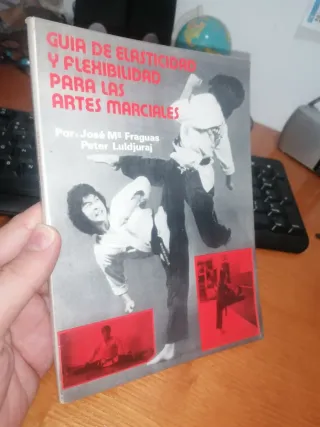 GUIA DE ELASTICIDAD
Y FLEXIBILIDAD
PARA LAS
ARTES MARCIALES
Por: José Mª Fraguas
Peter Luldjuraj